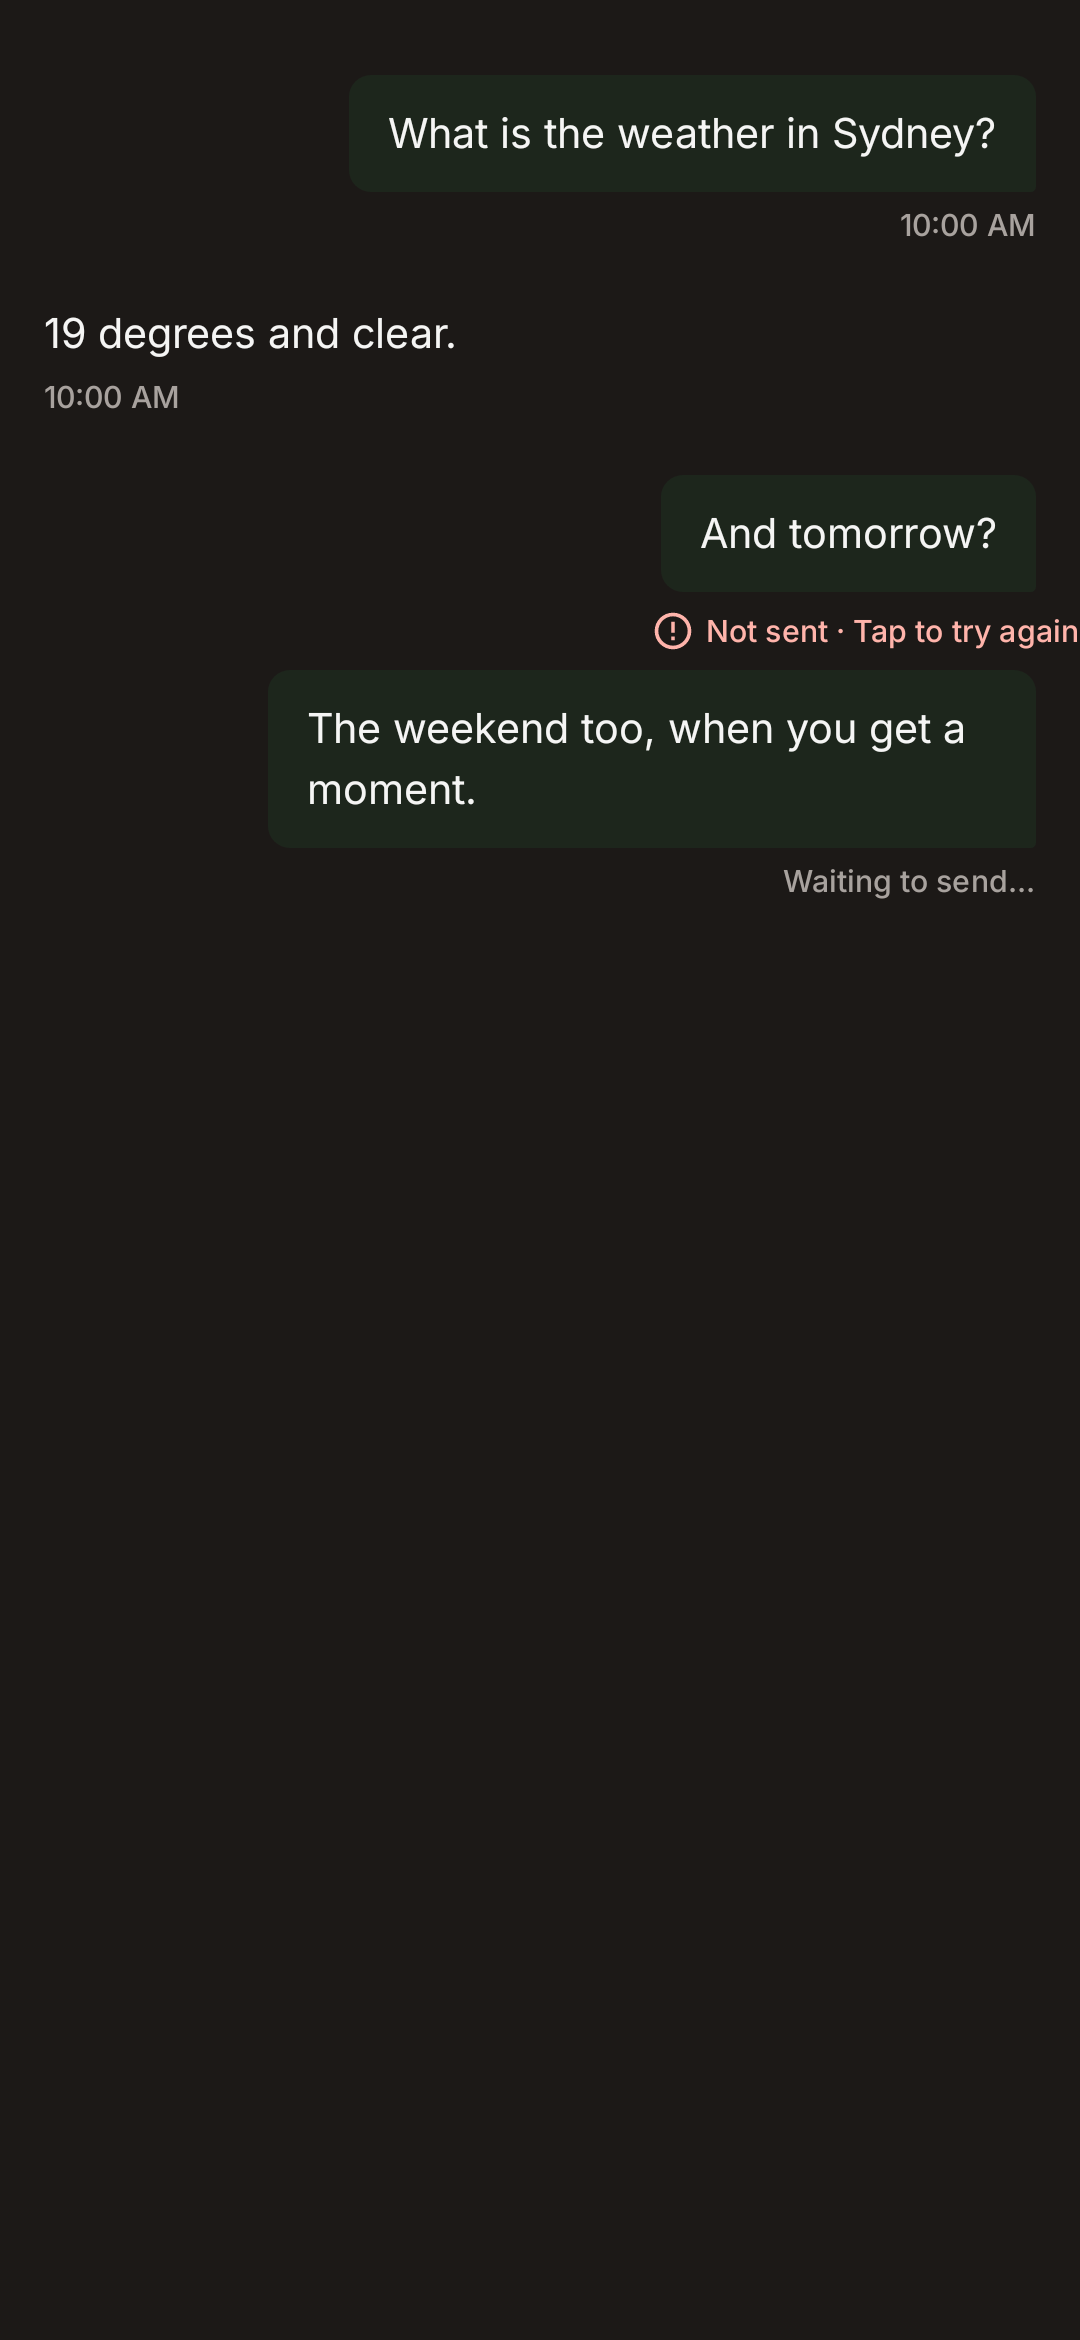 What is the weather in Sydney?
10:00 AM
19 degrees and clear.
10:00 AM
And tomorrow?
Not sent · Tap to try again
The weekend too, when you get a
moment.
Waiting to send...